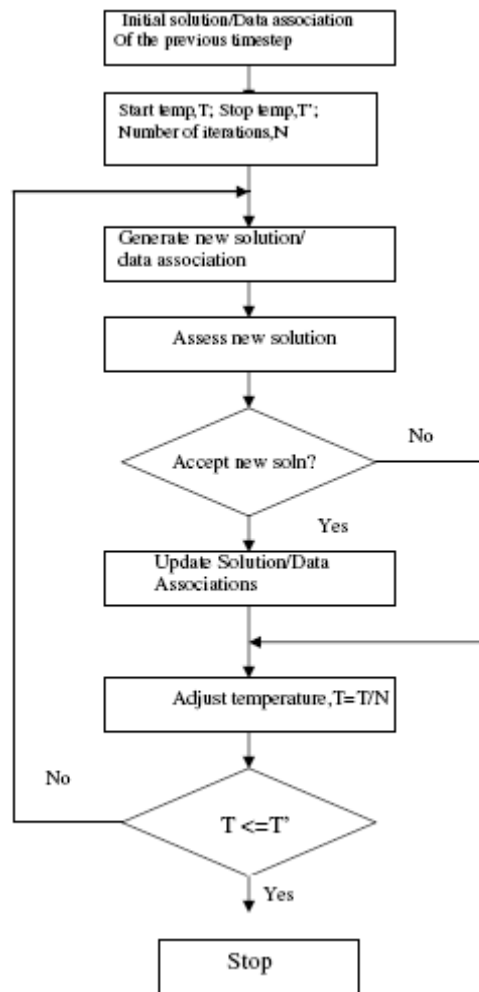 Initial solution/Data association
Of the previous timestep
Start temp,T; Stop temp,T’;
Number of iterations,N
Generate new solution/
data association
Assess new solution
Accept new soln?
No
Yes
Update Solution/Data
Associations
Adjust temperature,T=T/N
No
T <=T’
Yes
Stop